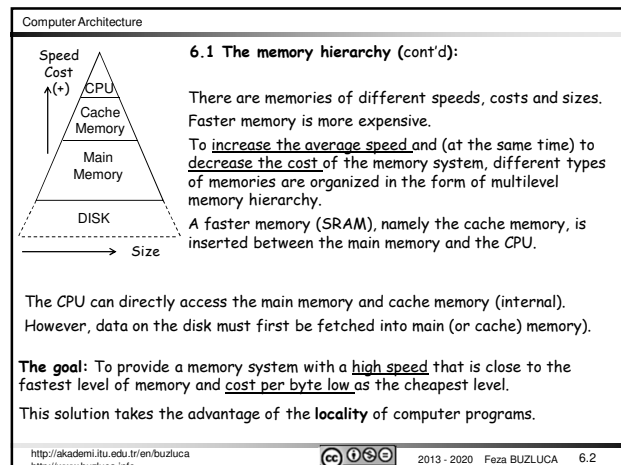 Computer Architecture
Speed
Cost
(+)
CPU
Cache
Memory
Main
Memory
DISK
Size
6.1 The memory hierarchy (cont'd):
There are memories of different speeds, costs and sizes.
Faster memory is more expensive.
To increase the average speed and (at the same time) to
decrease the cost of the memory system, different types
of memories are organized in the form of multilevel
memory hierarchy.
A faster memory (SRAM), namely the cache memory, is
inserted between the main memory and the CPU.
The CPU can directly access the main memory and cache memory (internal).
However, data on the disk must first be fetched into main (or cache) memory).
The goal: To provide a memory system with a high speed that is close to the
fastest level of memory and cost per byte low as the cheapest level.
This solution takes the advantage of the locality of computer programs.
http://akademi.itu.edu.tr/en/buzluca
http://www.buzluca.info
cc
2013 - 2020 Feza BUZLUCA 6.2